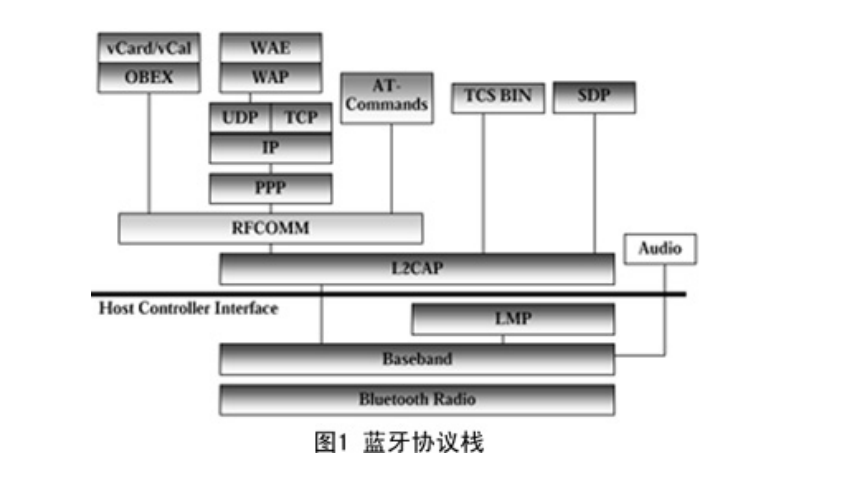 vCard/vCal
OBEX
WAE
WAP
UDP TCP
IP
PPP
AT-
Commands
TCS BIN
SDP
RFCOMM
Audio
L2CAP
Host Controller Interface
LMP
Baseband
Bluetooth Radio
图1 蓝牙协议栈